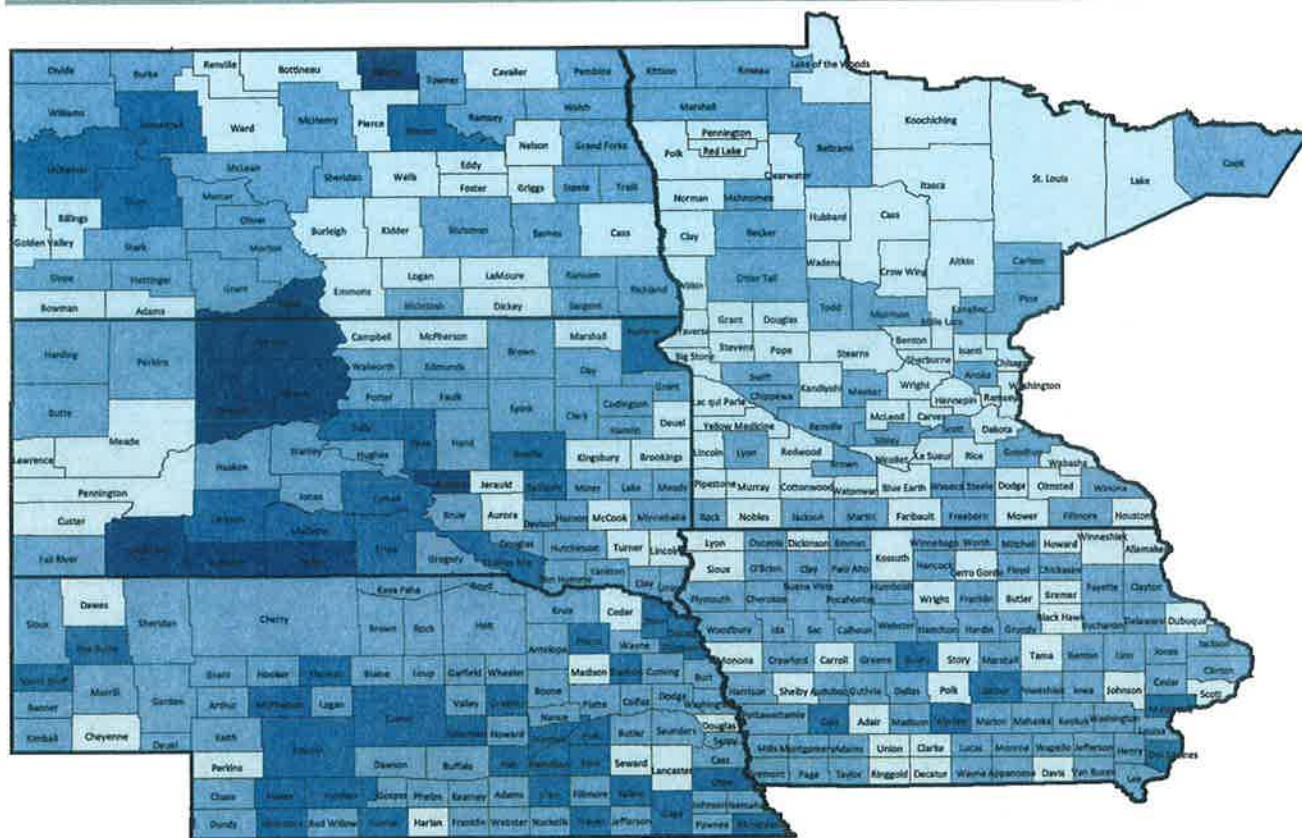 Renville
Bottineau
Cavalier
Pembina
Kittson
Roseau
Lake of the Woods
Divide
Burke
Towner
Williams
Ward
McHenry
Pierce
Ramsey
Walsh
Marshall
Koochiching
Nelson
Grand Forks
Polk
Pennington
Red Lake
Beltrami
Clearwater
St. Louis
Lake
Cook
McLean
Sheridan
Wells
Eddy
Foster
Griggs
Steele
Traill
Norman
Mahnomen
Itasca
Mercer
Oliver
Billings
Golden Valley
Burleigh
Kidder
Stutsman
Barnes
Cass
Clay
Becker
Hubbard
Cass
Stark
Morton
Wadena
Crow Wing
Aitkin
Carlton
Slope
Hettinger
Grant
Emmons
Logan
LaMoure
Ransom
Richland
Wilkin
Otter Tail
Bowman
Adams
McIntosh
Dickey
Sargent
Todd
Morrison
Mille Lacs
Kanabec
Pine
Campbell
McPherson
Marshall
Traverse
Grant
Douglas
Benton
Harding
Perkins
Brown
Day
Big Stone
Stevens
Pope
Stearns
Sherburne
Isanti
Chisago
Walworth
Edmunds
Grant
Swift
Kandiyohi
Meeker
Wright
Anoka
Washington
Butte
Potter
Faulk
Spink
Clark
Codington
Hamlin
Deuel
Lac qui Parle
Chippewa
McLeod
Carver
Hennepin
Ramsey
Scott
Dakota
Meade
Hand
Yellow Medicine
Renville
Sibley
Lawrence
Haakon
Stanley
Hughes
Kingsbury
Brookings
Lincoln
Lyon
Redwood
Brown
Nicollet
Le Sueur
Rice
Goodhue
Wabasha
Pennington
Jones
Jerauld
Miner
Lake
Moody
Pipestone
Murray
Cottonwood
Watonwan
Blue Earth
Waseca
Steele
Dodge
Olmsted
Winona
Custer
Brule
Aurora
Davison
Hanson
McCook
Minnehaha
Rock
Nobles
Jackson
Martin
Faribault
Freeborn
Mower
Fillmore
Houston
Fall River
Gregory
Douglas
Hutchinson
Turner
Lincoln
Yankton
Clay
Lyon
Osceola
Dickinson
Emmet
Kossuth
Winnebago
Worth
Mitchell
Howard
Winneshiek
Allamakee
Sioux
O'Brien
Clay
Palo Alto
Hancock
Cerro Gordo
Floyd
Chickasaw
Keya Paha
Boyd
Dawes
Sioux
Sheridan
Cherry
Brown
Rock
Holt
Knox
Cedar
Plymouth
Cherokee
Buena Vista
Pocahontas
Humboldt
Wright
Franklin
Butler
Bremer
Fayette
Clayton
Antelope
Wayne
Woodbury
Ida
Sac
Calhoun
Webster
Hamilton
Hardin
Grundy
Black Hawk
Buchanan
Delaware
Dubuque
Box Butte
Grant
Hooker
Blaine
Loup
Garfield
Wheeler
Boone
Madison
Cuming
Burt
Monona
Crawford
Carroll
Greene
Story
Marshall
Tama
Benton
Linn
Jones
Jackson
Morrill
Garden
Arthur
McPherson
Logan
Custer
Valley
Platte
Colfax
Dodge
Washington
Harrison
Shelby
Audubon
Guthrie
Dallas
Polk
Poweshiek
Iowa
Johnson
Cedar
Clinton
Scott
Banner
Kimball
Cheyenne
Deuel
Keith
Howard
Nance
Butler
Saunders
Douglas
Sarpy
Pottawattamie
Cass
Adair
Madison
Marion
Mahaska
Keokuk
Washington
Louisa
Perkins
Dawson
Buffalo
Seward
Lancaster
Cass
Mills
Montgomery
Adams
Union
Clarke
Lucas
Monroe
Wapello
Jefferson
Henry
Chase
Gosper
Phelps
Kearney
Adams
Fillmore
Gage
Johnson
Nemaha
Fremont
Page
Taylor
Ringgold
Decatur
Wayne
Appanoose
Davis
Van Buren
Lee
Dundy
Red Willow
Harlan
Franklin
Webster
Nuckolls
Thayer
Jefferson
Pawnee